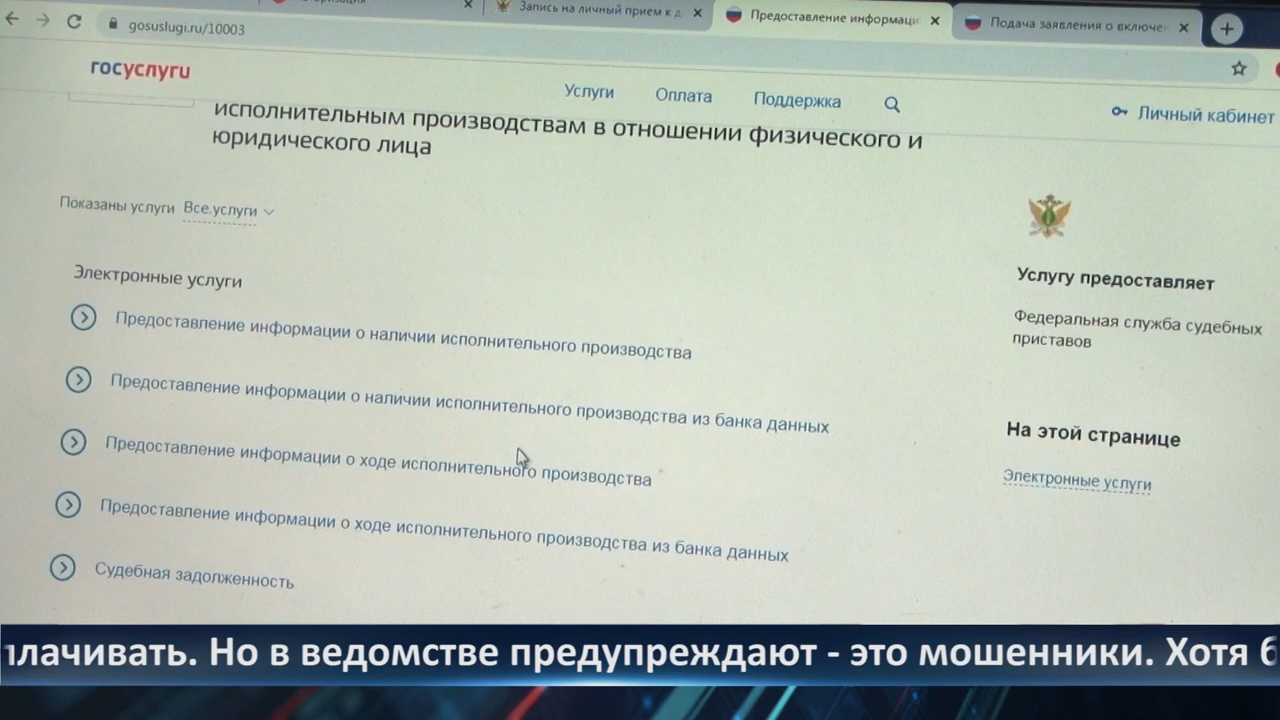 Запись на личный прием к д
Предоставление информаци
Подача заявления о включен
gosuslugi.ru/10003
госуслуги
Услуги
Оплата
Поддержка
Личный кабинет
исполнительным производствам в отношении физического и
юридического лица
Показаны услуги Все услуги
Электронные услуги
Предоставление информации о наличии исполнительного производства
Предоставление информации о наличии исполнительного производства из банка данных
Предоставление информации о ходе исполнительного производства
Предоставление информации о ходе исполнительного производства из банка данных
Судебная задолженность
Услугу предоставляет
Федеральная служба судебных
приставов
На этой странице
Электронные услуги
лачивать. Но в ведомстве предупреждают - это мошенники. Хотя б